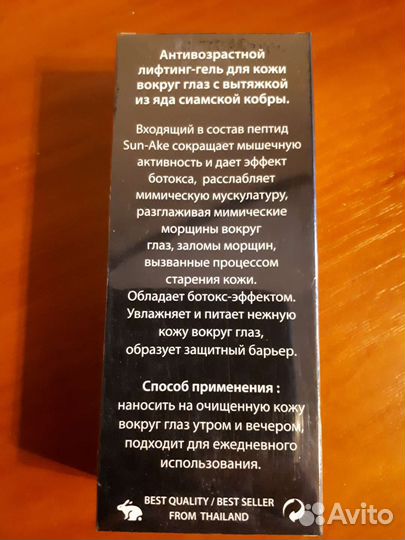 Антивозрастной
лифтинг-гель для кожи
вокруг глаз с вытяжкой
из яда сиамской кобры.
Входящий в состав пептид
Sun-Ake сокращает мышечную
активность и дает эффект
ботокса, расслабляет
мимическую мускулатуру,
разглаживая мимические
морщины вокруг
глаз, заломы морщин,
вызванные процессом
старения кожи.
Обладает ботокс-эффектом.
Увлажняет и питает нежную
кожу вокруг глаз,
образует защитный барьер.
Способ применения :
наносить на очищенную кожу
вокруг глаз утром и вечером,
подходит для ежедневного
использования.
BEST QUALITY / BEST SELLER
FROM THAILAND
Avito